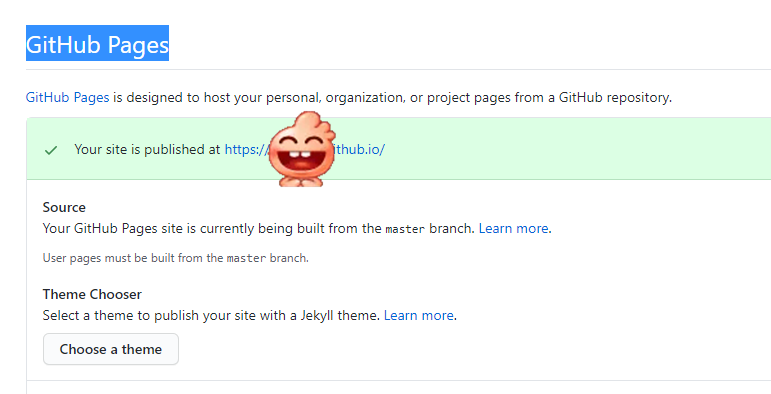 GitHub Pages
GitHub Pages is designed to host your personal, organization, or project pages from a GitHub repository.
Your site is published at https:// ithub.io/
Source
Your GitHub Pages site is currently being built from the master branch. Learn more.
User pages must be built from the master branch.
Theme Chooser
Select a theme to publish your site with a Jekyll theme. Learn more.
Choose a theme